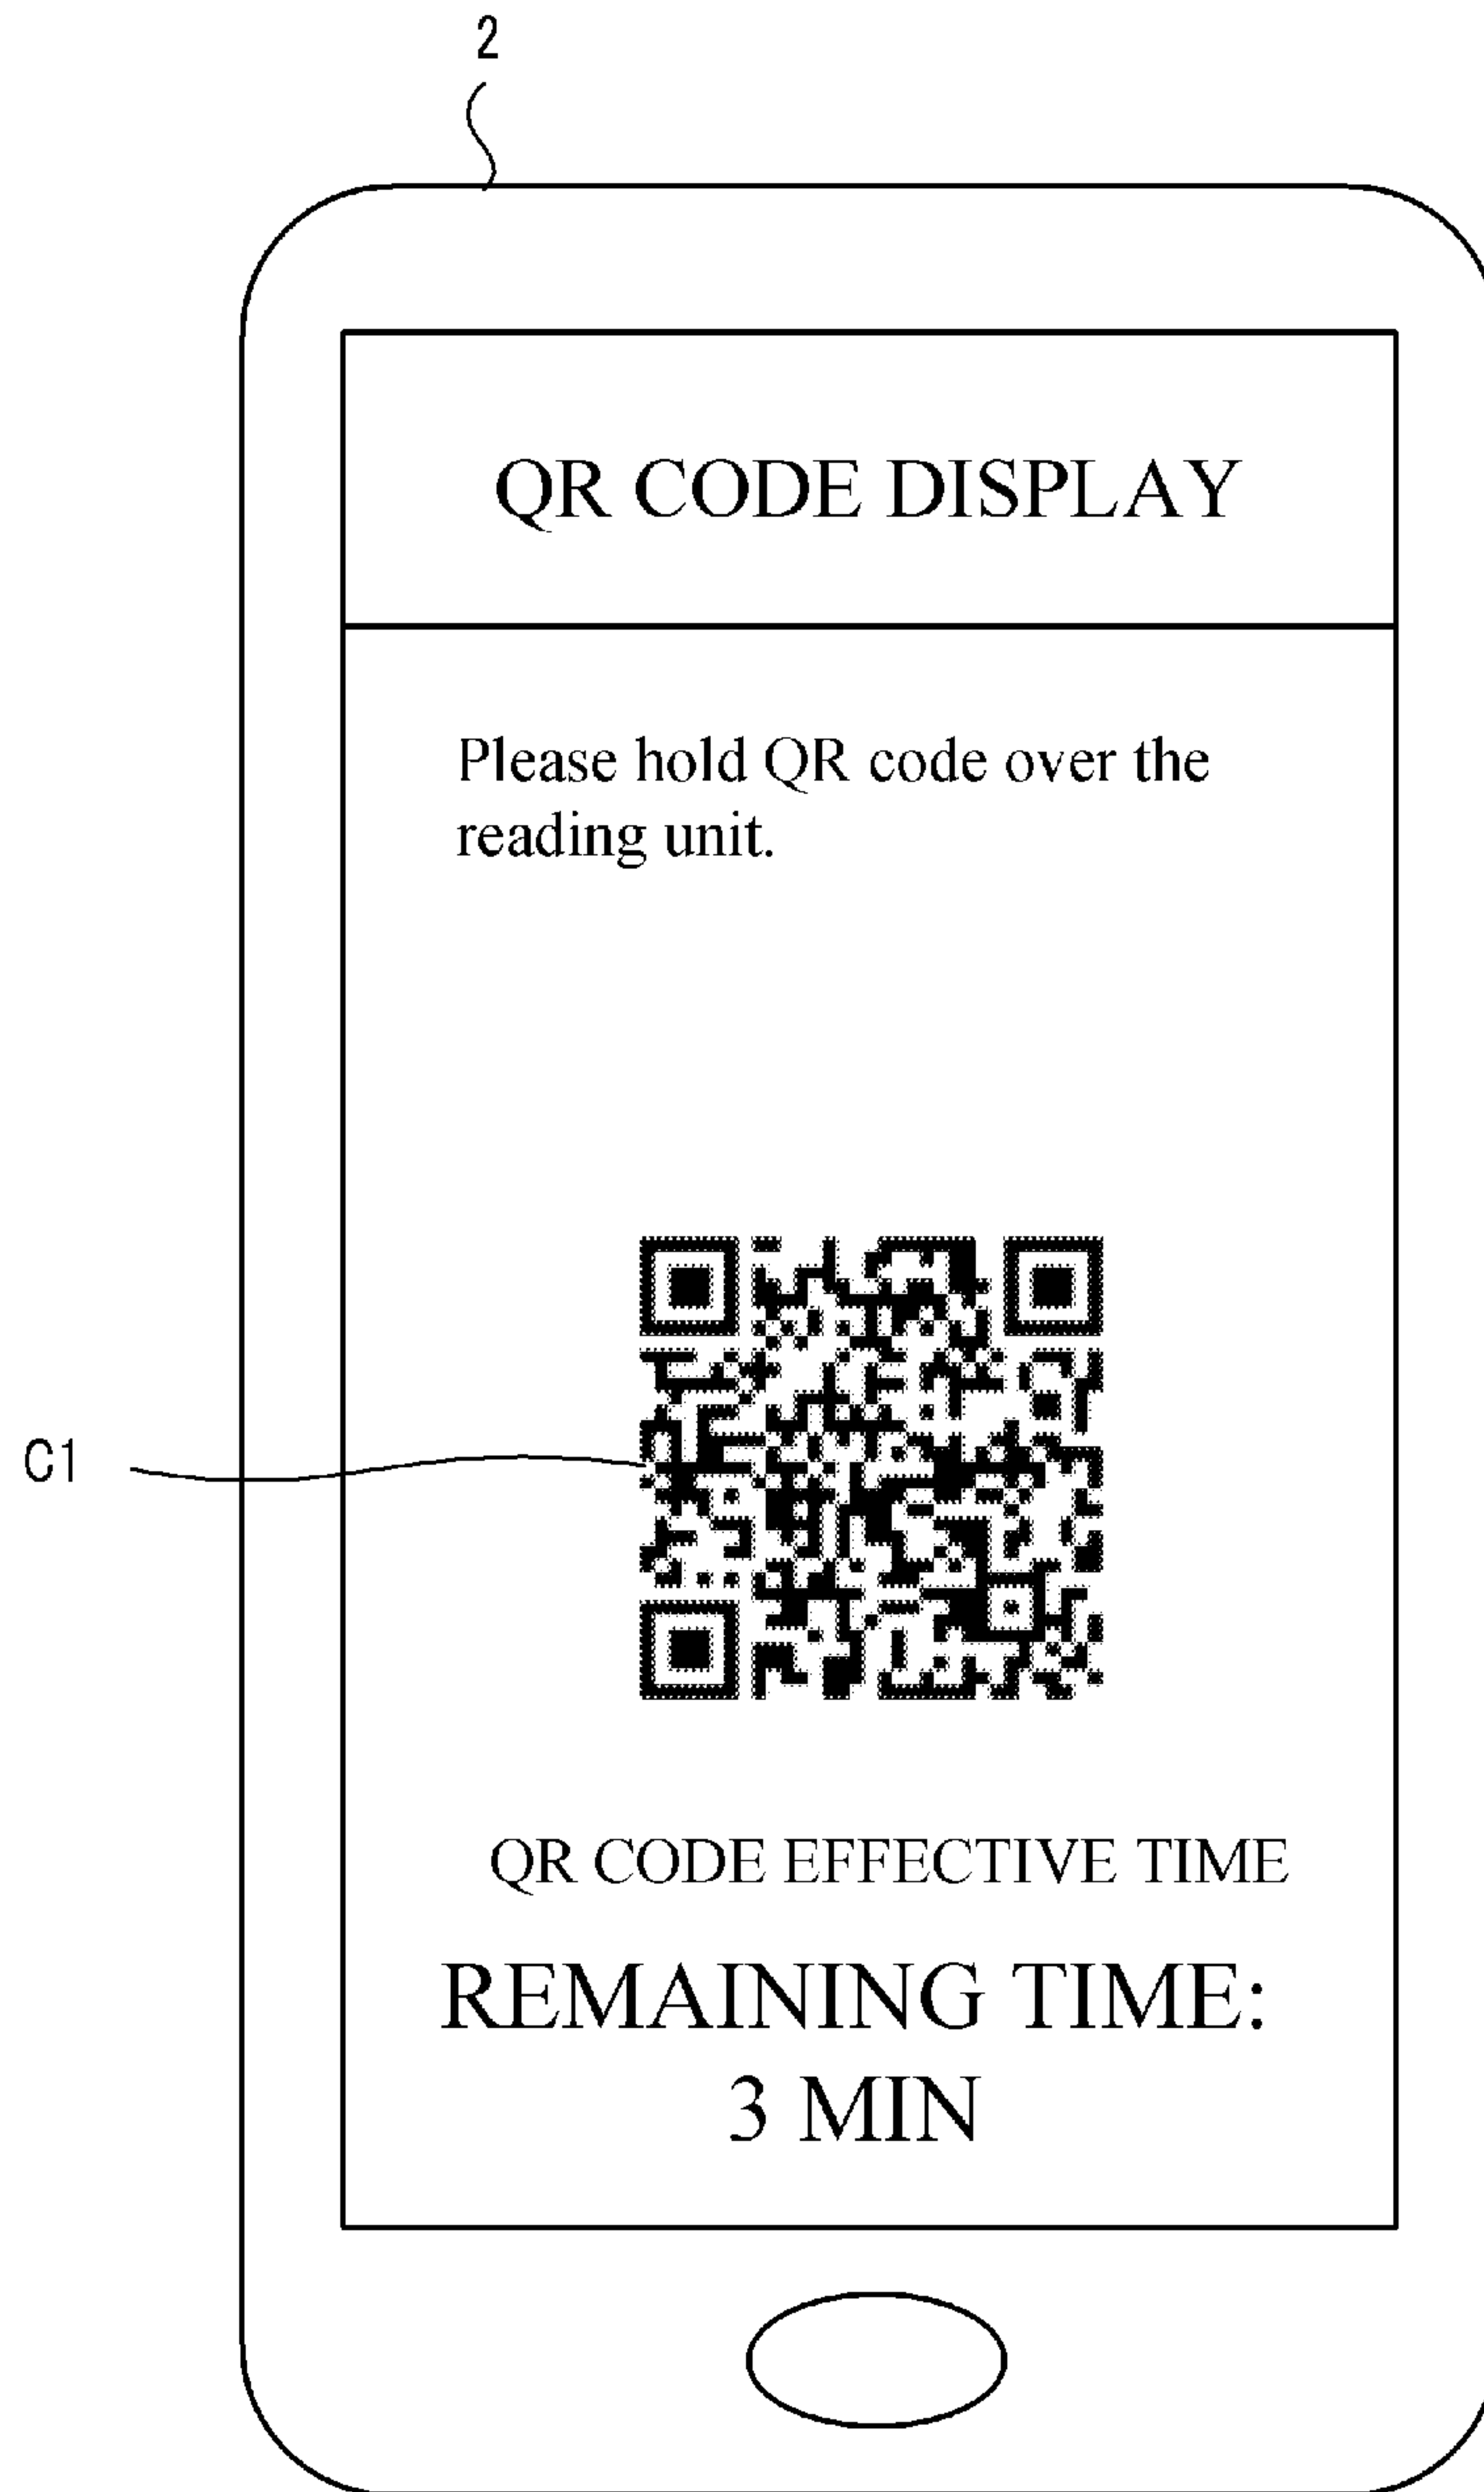 2
QR CODE DISPLAY
Please hold QR code over the
reading unit.
C1
QR CODE EFFECTIVE TIME
REMAINING TIME:
3 MIN